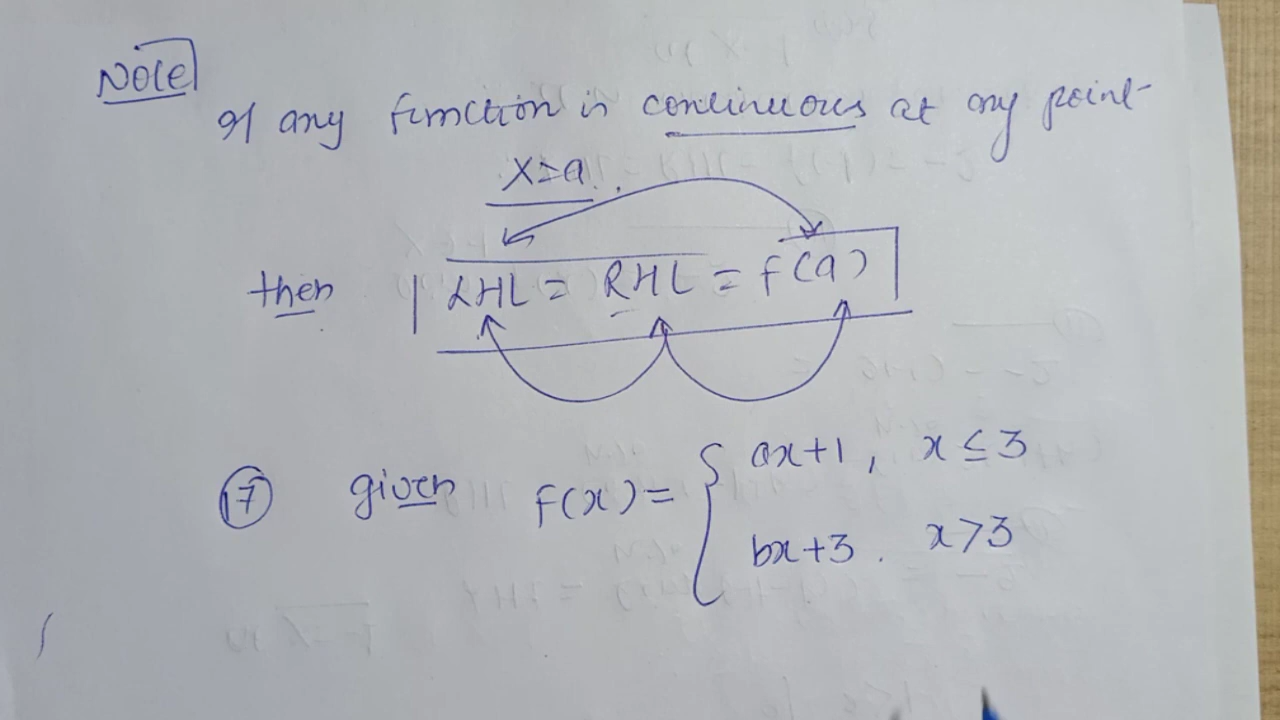 Note
If any function is continuous at any point
x=a.
then LHL = RHL = f(a)
17 given f(x) = { ax+1, x ≤ 3
bx+3. x>3